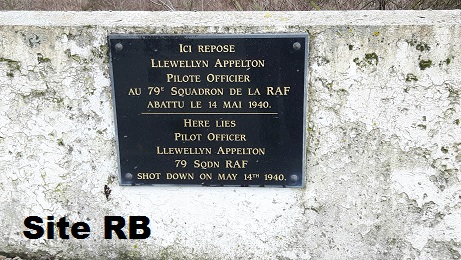 Ici repose
Llewellyn Appelton
Pilote Officier
au 79E Squadron de la RAF
abattu le 14 mai 1940.
Here lies
Pilot Officer
Llewellyn Appelton
79 Sqdn RAF
shot down on May 14TH 1940.
Site RB